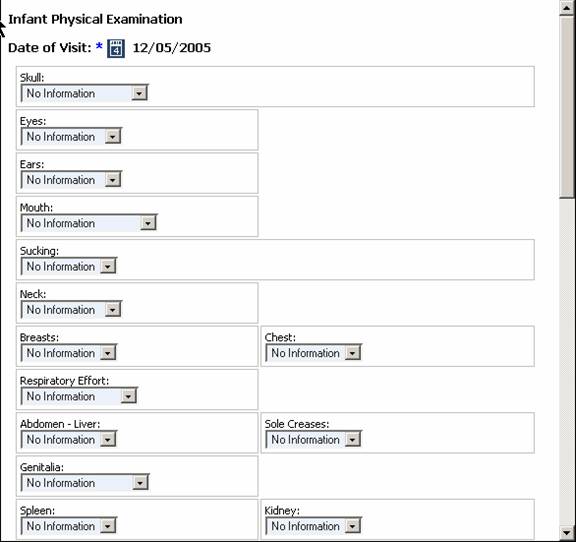 Infant Physical Examination
Date of Visit: * 4 12/05/2005
Skull:
No Information
Eyes:
No Information
Ears:
No Information
Mouth:
No Information
Sucking:
No Information
Neck:
No Information
Breasts: Chest:
No Information No Information
Respiratory Effort:
No Information
Abdomen - Liver: Sole Creases:
No Information No Information
Genitalia:
No Information
Spleen: Kidney:
No Information No Information